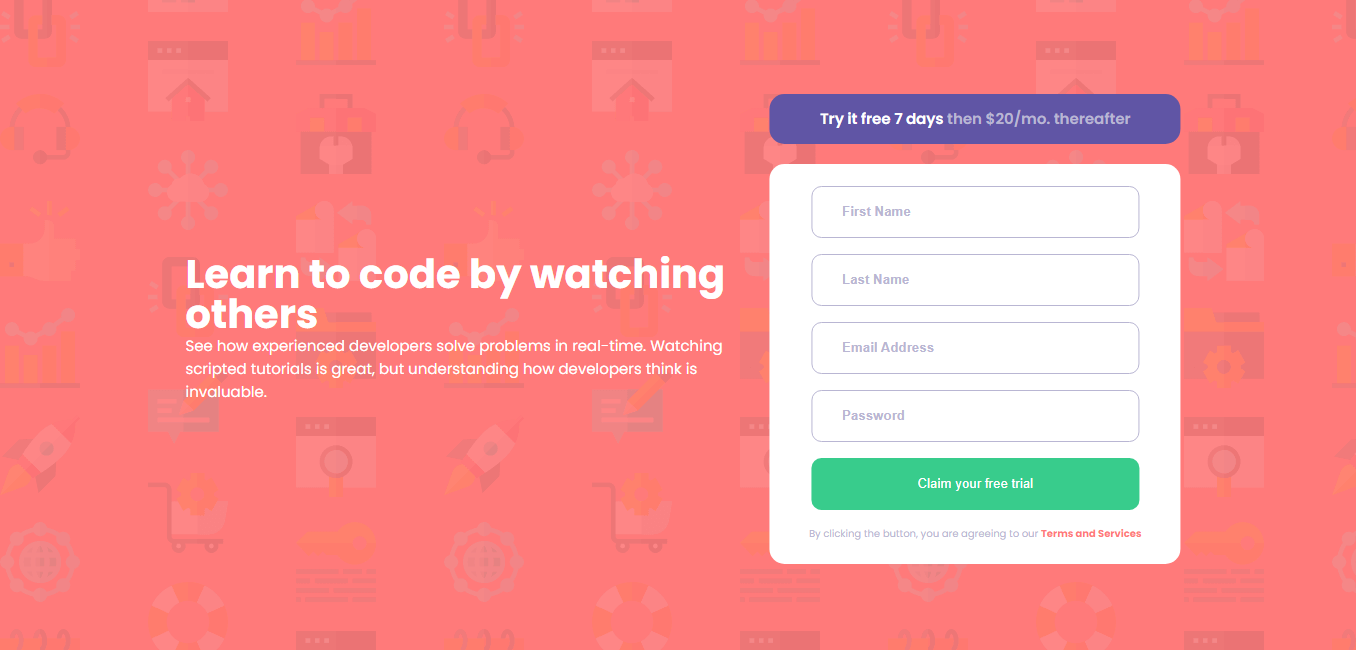 Learn to code by watching
others
See how experienced developers solve problems in real-time. Watching
scripted tutorials is great, but understanding how developers think is
invaluable.
Try it free 7 days then $20/mo. thereafter
First Name
Last Name
Email Address
Password
Claim your free trial
By clicking the button, you are agreeing to our Terms and Services